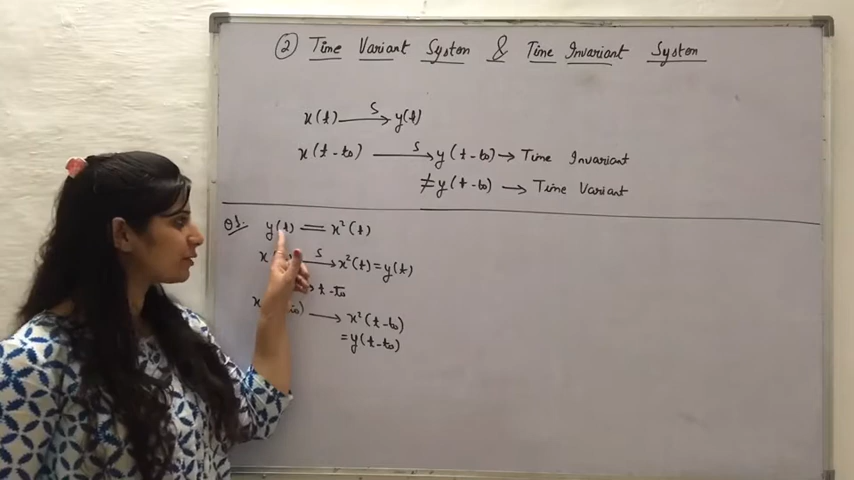 ② Time Variant System & Time Invariant System
x(t) —S→ y(t)
x(t-t₀) —S→ y(t-t₀) → Time Invariant
≠ y(t-t₀) → Time Variant
Q1. y(t) = x²(t)
S→ x²(t) = y(t)
→ t-t₀
→ x²(t-t₀)
= y(t-t₀)